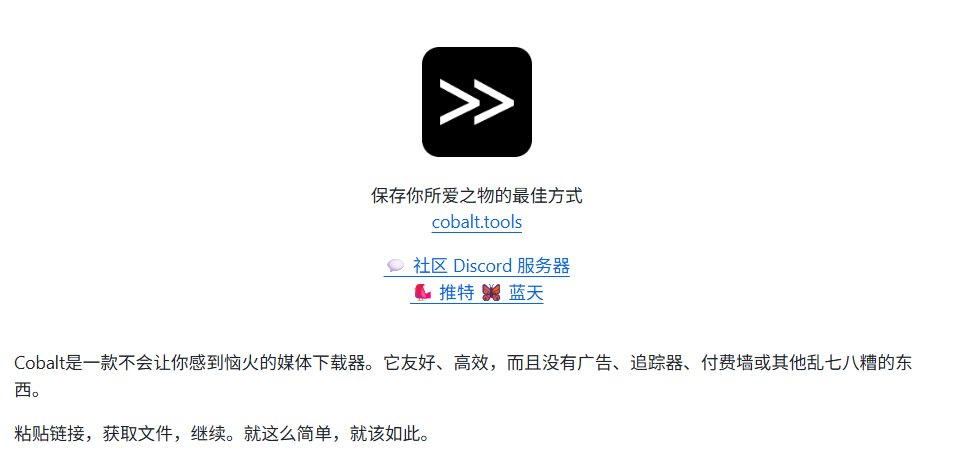 保存你所爱之物的最佳方式
cobalt.tools
💬 社区 Discord 服务器
🐦 推特 🦋 蓝天
Cobalt是一款不会让你感到恼火的媒体下载器。它友好、高效，而且没有广告、追踪器、付费墙或其他乱七八糟的东
西。
粘贴链接，获取文件，继续。就这么简单，就该如此。